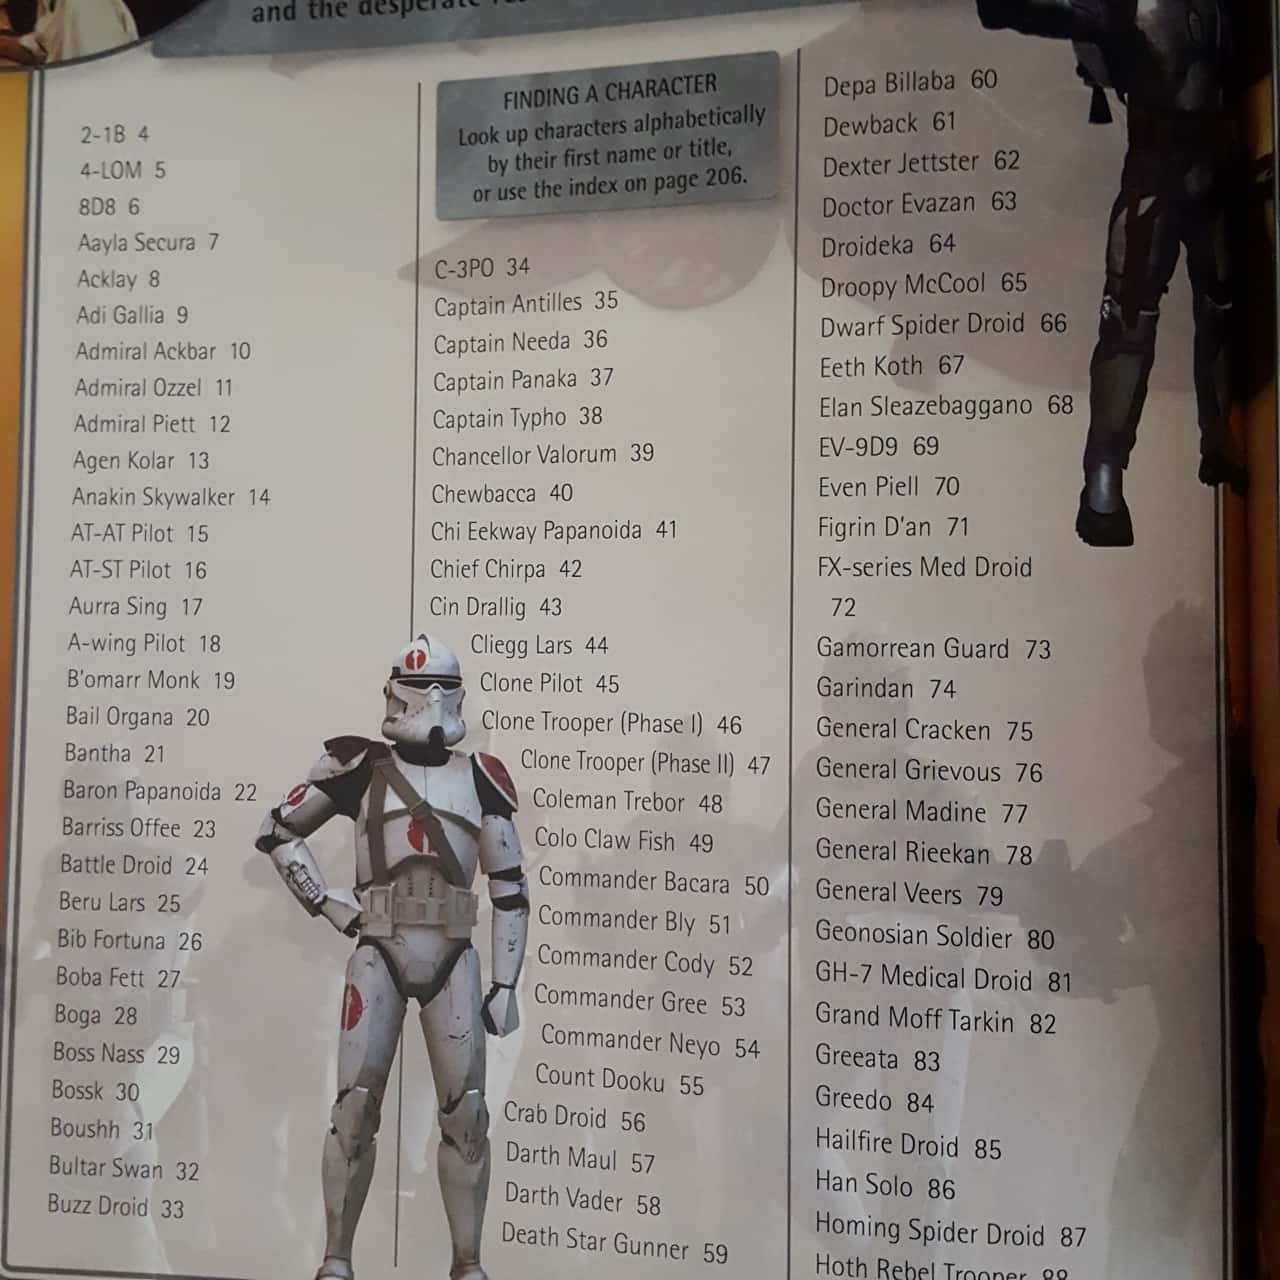 and the desperate
2-1B 4
4-LOM 5
8D8 6
Aayla Secura 7
Acklay 8
Adi Gallia 9
Admiral Ackbar 10
Admiral Ozzel 11
Admiral Piett 12
Agen Kolar 13
Anakin Skywalker 14
AT-AT Pilot 15
AT-ST Pilot 16
Aurra Sing 17
A-wing Pilot 18
B'omarr Monk 19
Bail Organa 20
Bantha 21
Baron Papanoida 22
Barriss Offee 23
Battle Droid 24
Beru Lars 25
Bib Fortuna 26
Boba Fett 27
Boga 28
Boss Nass 29
Bossk 30
Boushh 31
Bultar Swan 32
Buzz Droid 33
FINDING A CHARACTER
Look up characters alphabetically
by their first name or title,
or use the index on page 206.
C-3PO 34
Captain Antilles 35
Captain Needa 36
Captain Panaka 37
Captain Typho 38
Chancellor Valorum 39
Chewbacca 40
Chi Eekway Papanoida 41
Chief Chirpa 42
Cin Drallig 43
Cliegg Lars 44
Clone Pilot 45
Clone Trooper (Phase I) 46
Clone Trooper (Phase II) 47
Coleman Trebor 48
Colo Claw Fish 49
Commander Bacara 50
Commander Bly 51
Commander Cody 52
Commander Gree 53
Commander Neyo 54
Count Dooku 55
Crab Droid 56
Darth Maul 57
Darth Vader 58
Death Star Gunner 59
Depa Billaba 60
Dewback 61
Dexter Jettster 62
Doctor Evazan 63
Droideka 64
Droopy McCool 65
Dwarf Spider Droid 66
Eeth Koth 67
Elan Sleazebaggano 68
EV-9D9 69
Even Piell 70
Figrin D'an 71
FX-series Med Droid
72
Gamorrean Guard 73
Garindan 74
General Cracken 75
General Grievous 76
General Madine 77
General Rieekan 78
General Veers 79
Geonosian Soldier 80
GH-7 Medical Droid 81
Grand Moff Tarkin 82
Greeata 83
Greedo 84
Hailfire Droid 85
Han Solo 86
Homing Spider Droid 87
Hoth Rebel Trooper 88